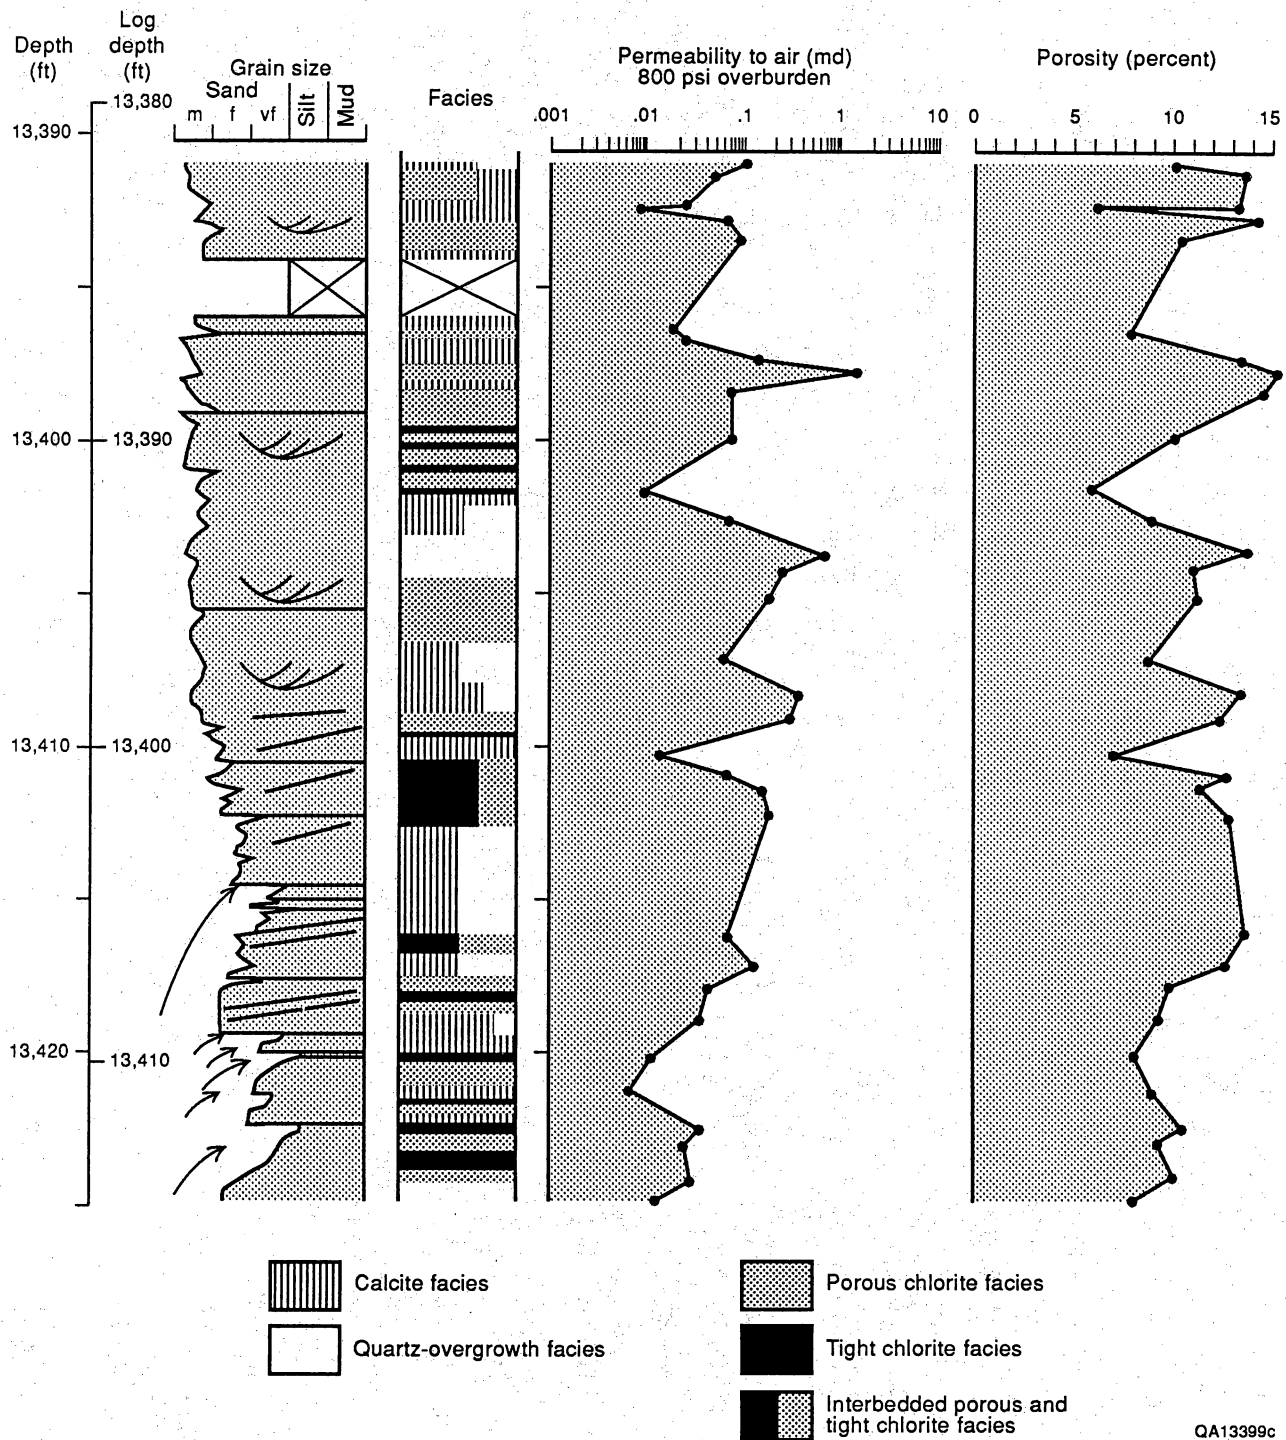 Depth
(ft)
Log
depth
(ft)
Grain size
Sand
m f vf Silt Mud
Facies
Permeability to air (md)
800 psi overburden
.001 .01 .1 1 10
Porosity (percent)
0 5 10 15
13,380
13,390
13,400
13,390
13,410
13,400
13,420
13,410
Calcite facies
Quartz-overgrowth facies
Porous chlorite facies
Tight chlorite facies
Interbedded porous and
tight chlorite facies
QA13399c